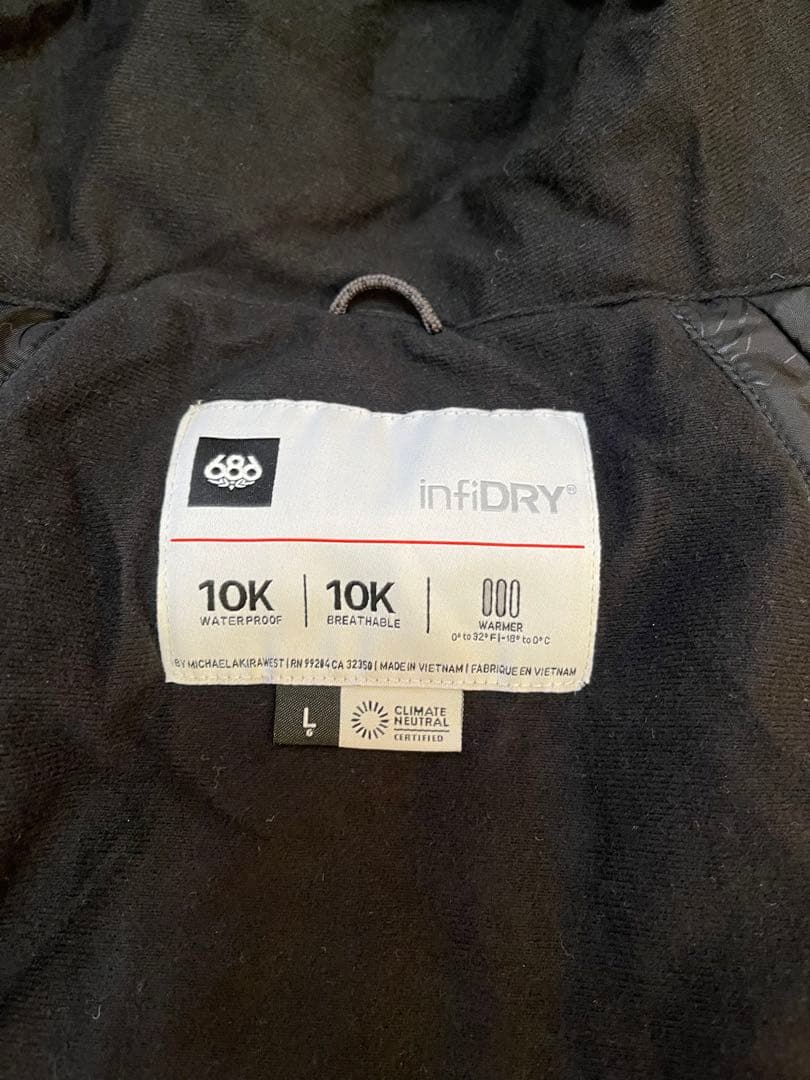 686
infiDRY®
10K | 10K
WATERPROOF BREATHABLE WARMER
0° to 32° F | -18° to 0° C
BY MICHAELAKIRAWEST | RN 99284 CA 32350 | MADE IN VIETNAM | FABRIQUE EN VIETNAM
L
G
CLIMATE
NEUTRAL
CERTIFIED